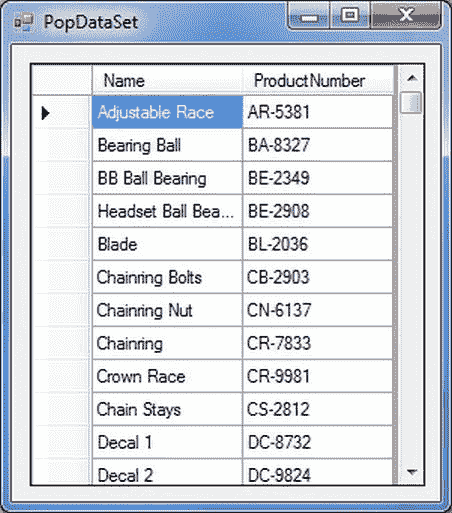 PopDataSet
Name ProductNumber
Adjustable Race AR-5381
Bearing Ball BA-8327
BB Ball Bearing BE-2349
Headset Ball Bea... BE-2908
Blade BL-2036
Chainring Bolts CB-2903
Chainring Nut CN-6137
Chainring CR-7833
Crown Race CR-9981
Chain Stays CS-2812
Decal 1 DC-8732
Decal 2 DC-9824